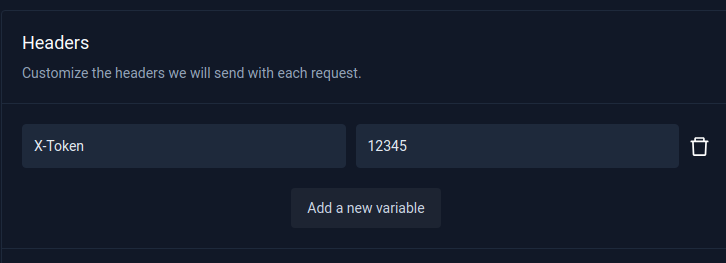 Headers
Customize the headers we will send with each request.
X-Token 12345
Add a new variable